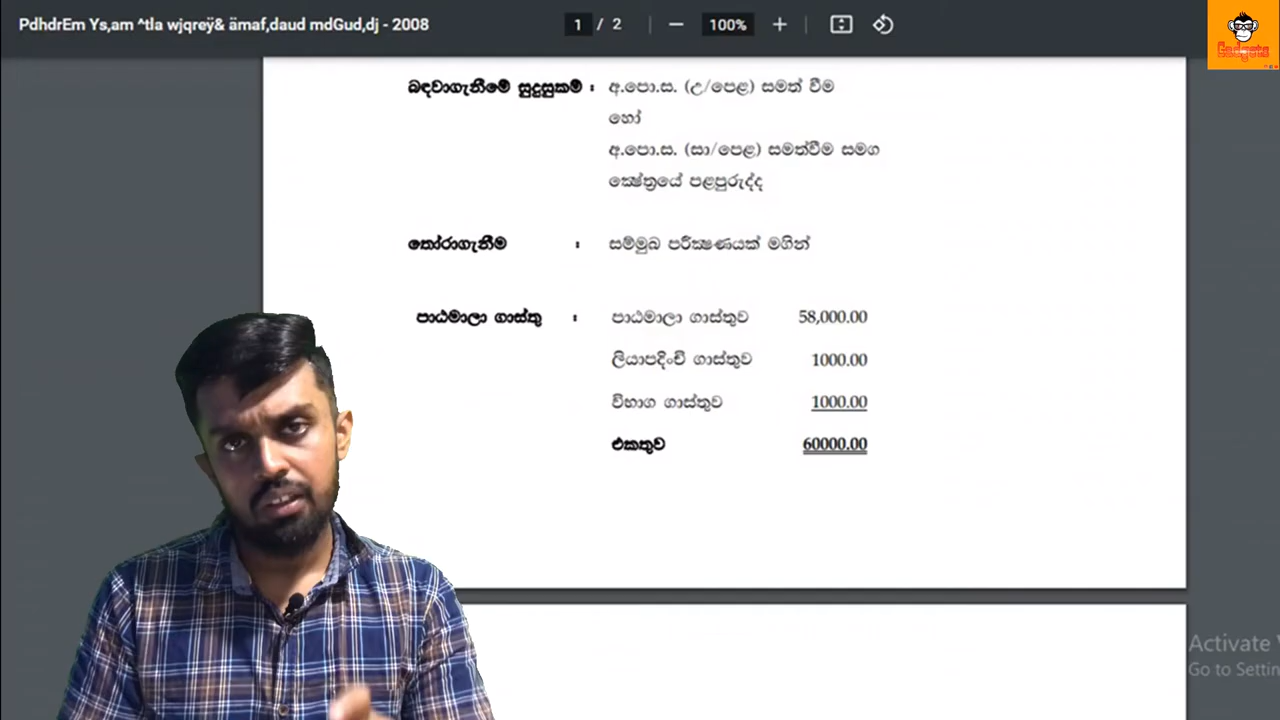 PdhdrEm Ys,am ^tla wjqreÿ& ämaf,daud mdGud,dj - 2008
1 / 2
100%
Gadgets
බඳවාගැනීමේ සුදුසුකම් : අ.පො.ස. (උ/පෙළ) සමත් වීම
හෝ
අ.පො.ස. (සා/පෙළ) සමත්වීම සමග
ක්‍ෂේත්‍රයේ පළපුරුද්ද
තෝරාගැනීම : සම්මුඛ පරීක්‍ෂණයක් මගින්
පාඨමාලා ගාස්තු : පාඨමාලා ගාස්තුව 58,000.00
ලියාපදිංචි ගාස්තුව 1000.00
විභාග ගාස්තුව 1000.00
එකතුව 60000.00
Activate
Go to Settin